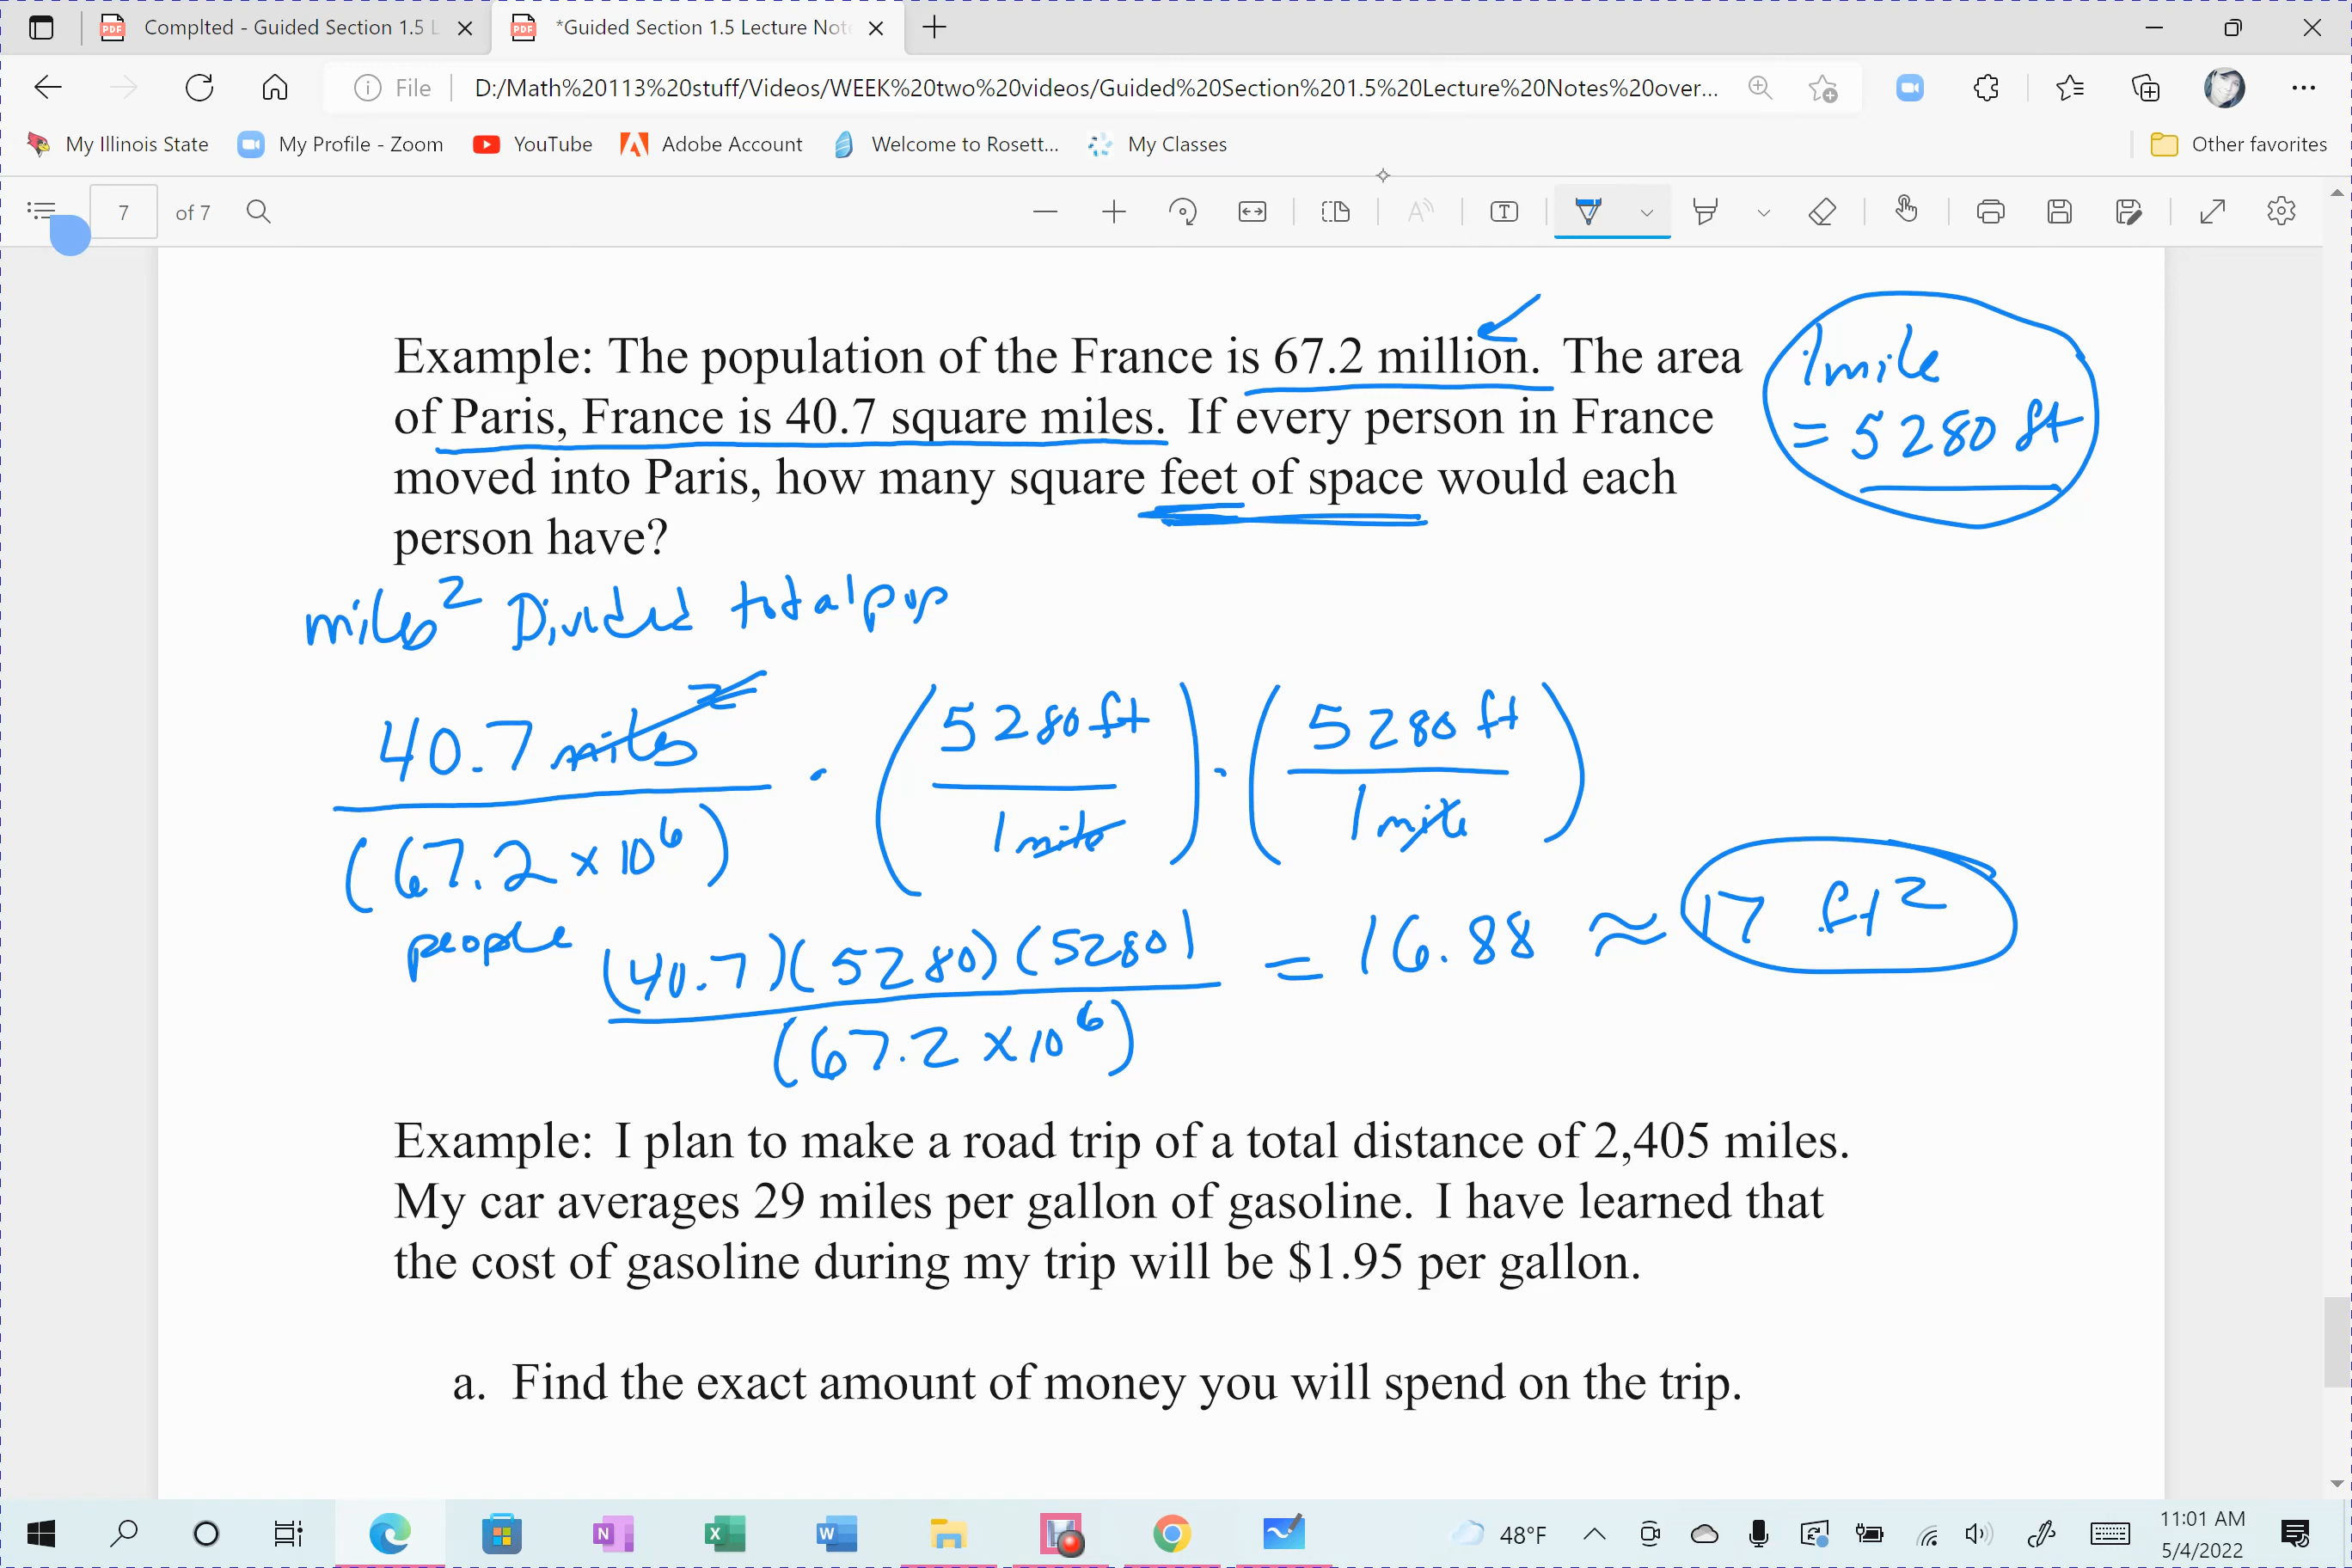 Complted - Guided Section 1.5 L
*Guided Section 1.5 Lecture Not
File
D:/Math%20113%20stuff/Videos/WEEK%20two%20videos/Guided%20Section%201.5%20Lecture%20Notes%20over...
My Illinois State
My Profile - Zoom
YouTube
Adobe Account
Welcome to Rosett...
My Classes
Other favorites
7 of 7
Example: The population of the France is 67.2 million. The area
of Paris, France is 40.7 square miles. If every person in France
moved into Paris, how many square feet of space would each
person have?
1 mile
= 5280 ft
miles² Divided total pop
40.7 miles² / (67.2 × 10⁶) people · (5280 ft / 1 mile) · (5280 ft / 1 mile)
(40.7)(5280)(5280) / (67.2 × 10⁶) = 16.88 ≈ 17 ft²
Example: I plan to make a road trip of a total distance of 2,405 miles.
My car averages 29 miles per gallon of gasoline. I have learned that
the cost of gasoline during my trip will be $1.95 per gallon.
a. Find the exact amount of money you will spend on the trip.
48°F
11:01 AM
5/4/2022